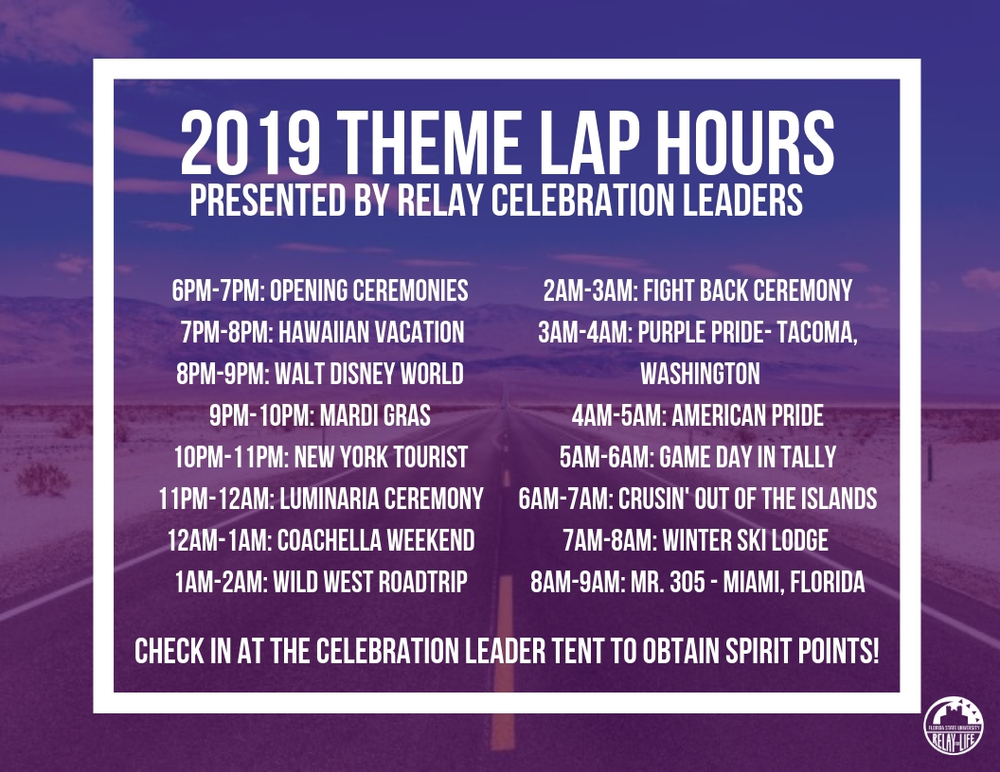 2019 THEME LAP HOURS
PRESENTED BY RELAY CELEBRATION LEADERS
6PM-7PM: OPENING CEREMONIES
7PM-8PM: HAWAIIAN VACATION
8PM-9PM: WALT DISNEY WORLD
9PM-10PM: MARDI GRAS
10PM-11PM: NEW YORK TOURIST
11PM-12AM: LUMINARIA CEREMONY
12AM-1AM: COACHELLA WEEKEND
1AM-2AM: WILD WEST ROADTRIP
2AM-3AM: FIGHT BACK CEREMONY
3AM-4AM: PURPLE PRIDE- TACOMA,
WASHINGTON
4AM-5AM: AMERICAN PRIDE
5AM-6AM: GAME DAY IN TALLY
6AM-7AM: CRUSIN' OUT OF THE ISLANDS
7AM-8AM: WINTER SKI LODGE
8AM-9AM: MR. 305 - MIAMI, FLORIDA
CHECK IN AT THE CELEBRATION LEADER TENT TO OBTAIN SPIRIT POINTS!
FLORIDA STATE UNIVERSITY
RELAY FOR LIFE